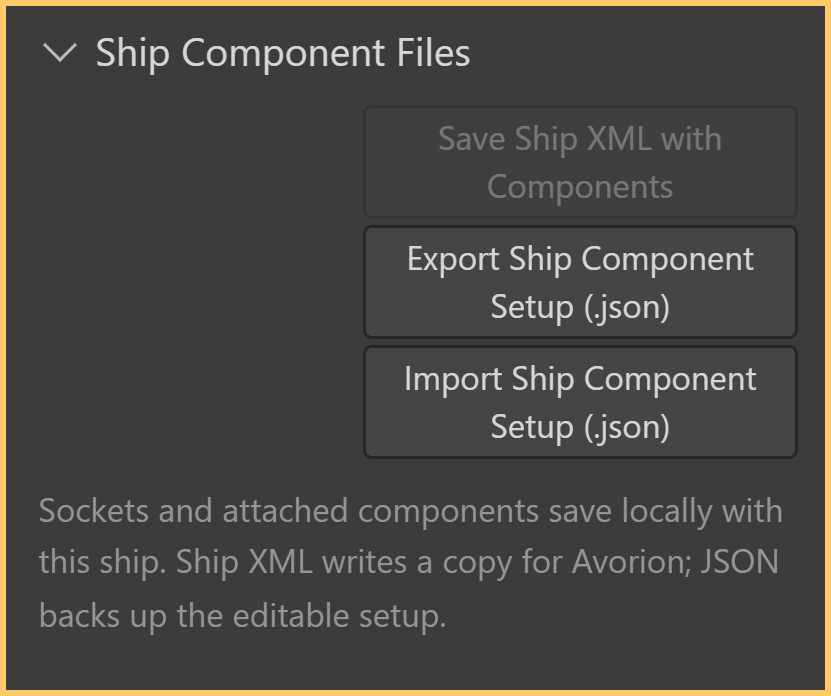 Ship Component Files
Save Ship XML with
Components
Export Ship Component
Setup (.json)
Import Ship Component
Setup (.json)
Sockets and attached components save locally with
this ship. Ship XML writes a copy for Avorion; JSON
backs up the editable setup.